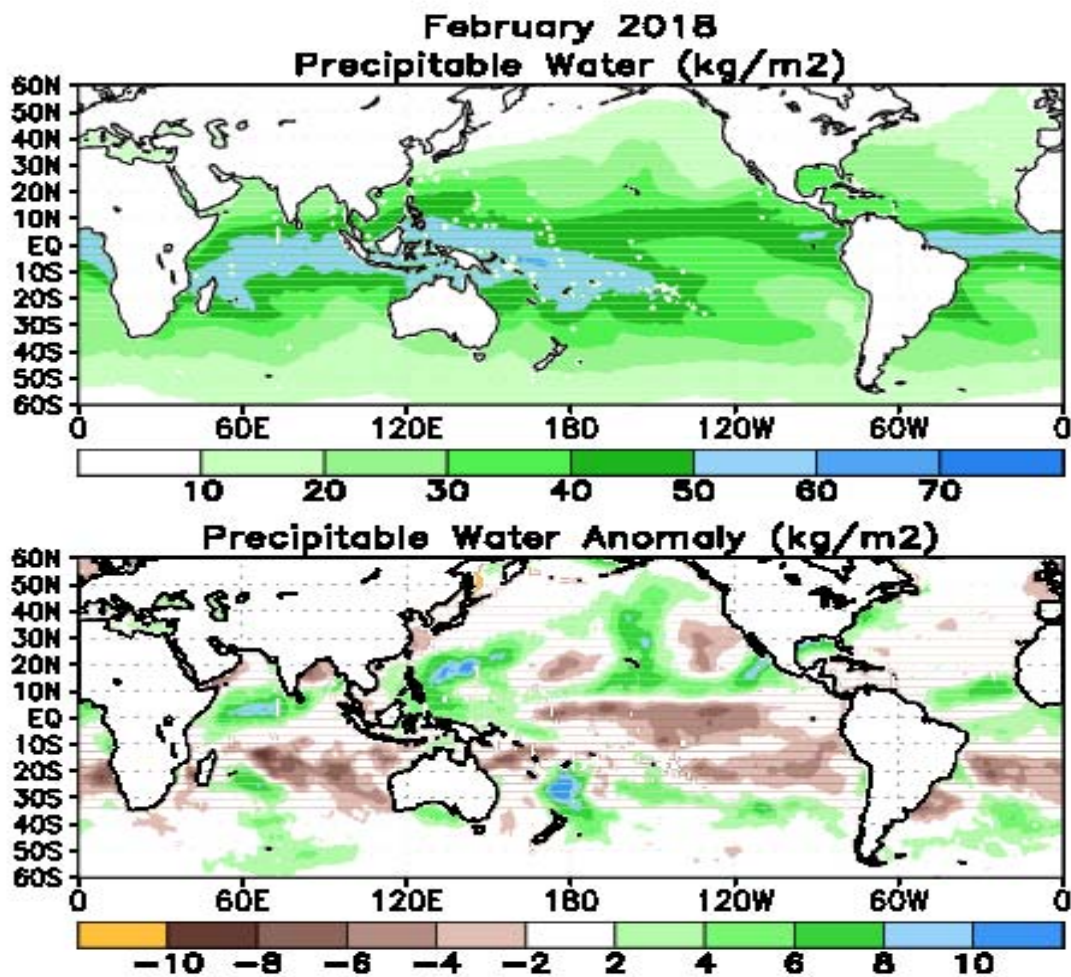 February 2018
Precipitable Water (kg/m2)
60N
50N
40N
30N
20N
10N
EQ
10S
20S
30S
40S
50S
60S
0 60E 120E 180 120W 60W 0
10 20 30 40 50 60 70
Precipitable Water Anomaly (kg/m2)
60N
50N
40N
30N
20N
10N
EQ
10S
20S
30S
40S
50S
60S
0 60E 120E 180 120W 60W 0
-10 -8 -6 -4 -2 2 4 6 8 10